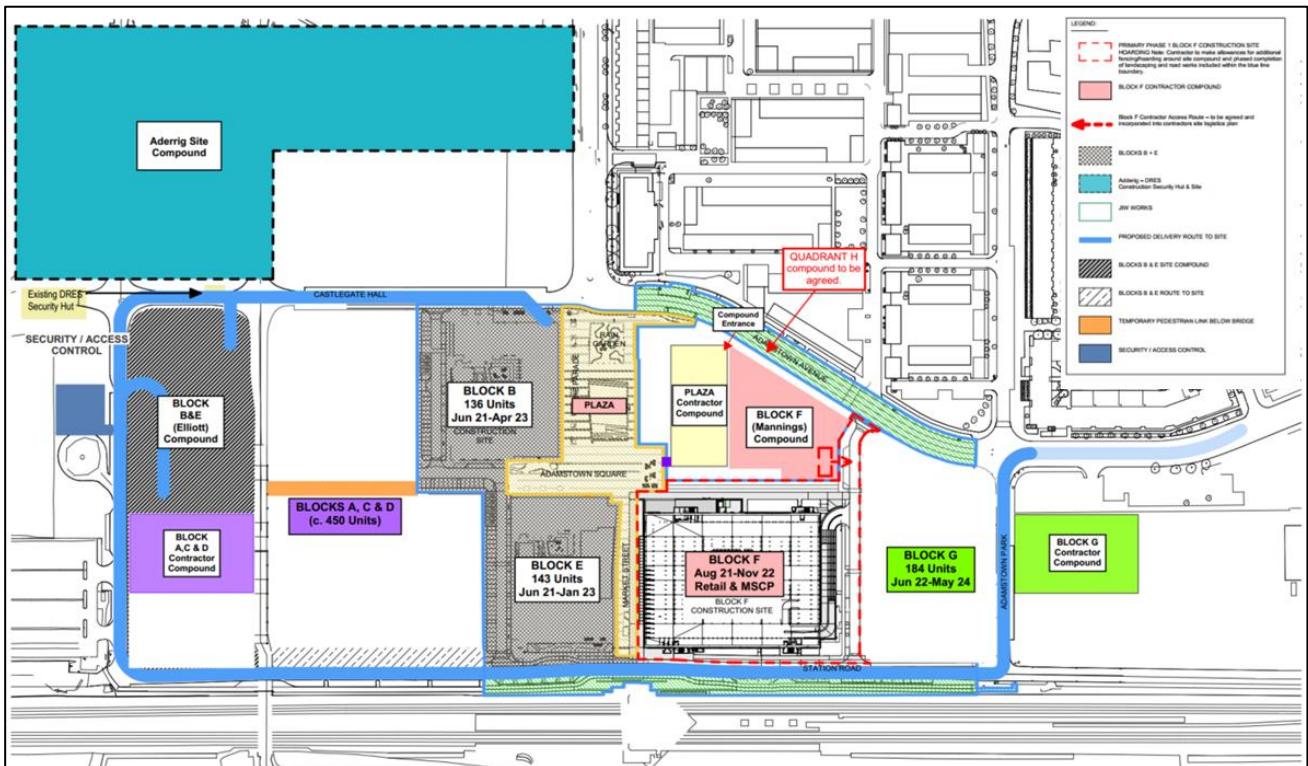 LEGEND:
PRIMARY PHASE 1 BLOCK F CONSTRUCTION SITE
HOARDING Note: Contractor to make allowances for additional
fencing/hoarding around site compound and phased completion
of landscaping and road works included within the blue line
boundary.
BLOCK F CONTRACTOR COMPOUND
Block F Contractor Access Route – to be agreed and
incorporated into contractors site logistics plan
BLOCKS B + E
Adderig – DRES
Construction Security Hut & Site
JIW WORKS
PROPOSED DELIVERY ROUTE TO SITE
BLOCKS B & E SITE COMPOUND
BLOCKS B & E ROUTE TO SITE
TEMPORARY PEDESTRIAN LINK BELOW BRIDGE
SECURITY / ACCESS CONTROL
Aderrig Site
Compound
QUADRANT H
compound to be
agreed.
Existing DRES
Security Hut
CASTLEGATE HALL
SECURITY / ACCESS
CONTROL
Compound
Entrance
ADAMSTOWN AVENUE
RAIN
GARDEN
PARADE
BLOCK
B&E
(Elliott)
Compound
BLOCK B
136 Units
Jun 21-Apr 23
CONSTRUCTION
SITE
PLAZA
PLAZA
Contractor
Compound
BLOCK F
(Mannings)
Compound
ADAMSTOWN SQUARE
BLOCKS A, C & D
(c. 450 Units)
BLOCK
A,C & D
Contractor
Compound
BLOCK E
143 Units
Jun 21-Jan 23
MARKET STREET
BLOCK F
Aug 21-Nov 22
Retail & MSCP
BLOCK F
CONSTRUCTION SITE
BLOCK G
184 Units
Jun 22-May 24
ADAMSTOWN PARK
BLOCK G
Contractor
Compound
STATION ROAD